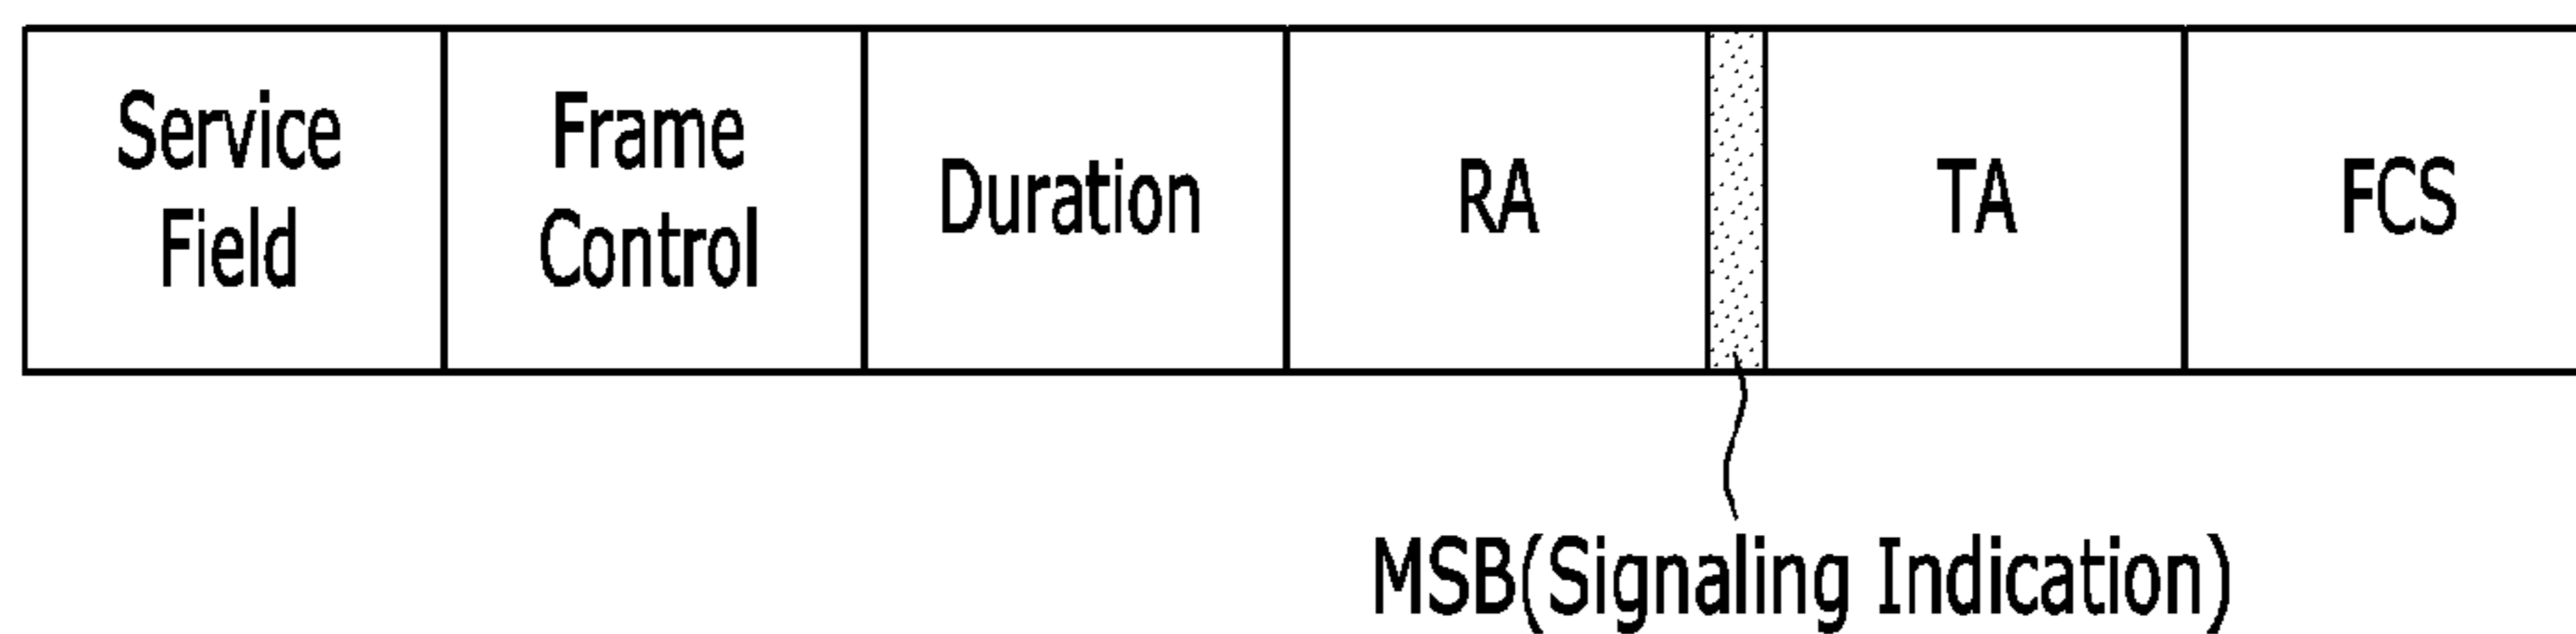 Service
Field
Frame
Control
Duration
RA
TA
FCS
MSB(Signaling Indication)